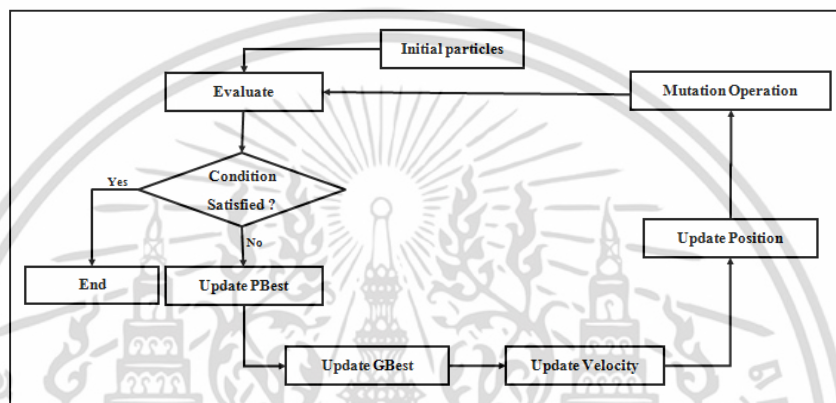 Initial particles
Evaluate
Mutation Operation
Condition
Satisfied ?
Yes
No
Update Position
End
Update PBest
Update GBest
Update Velocity